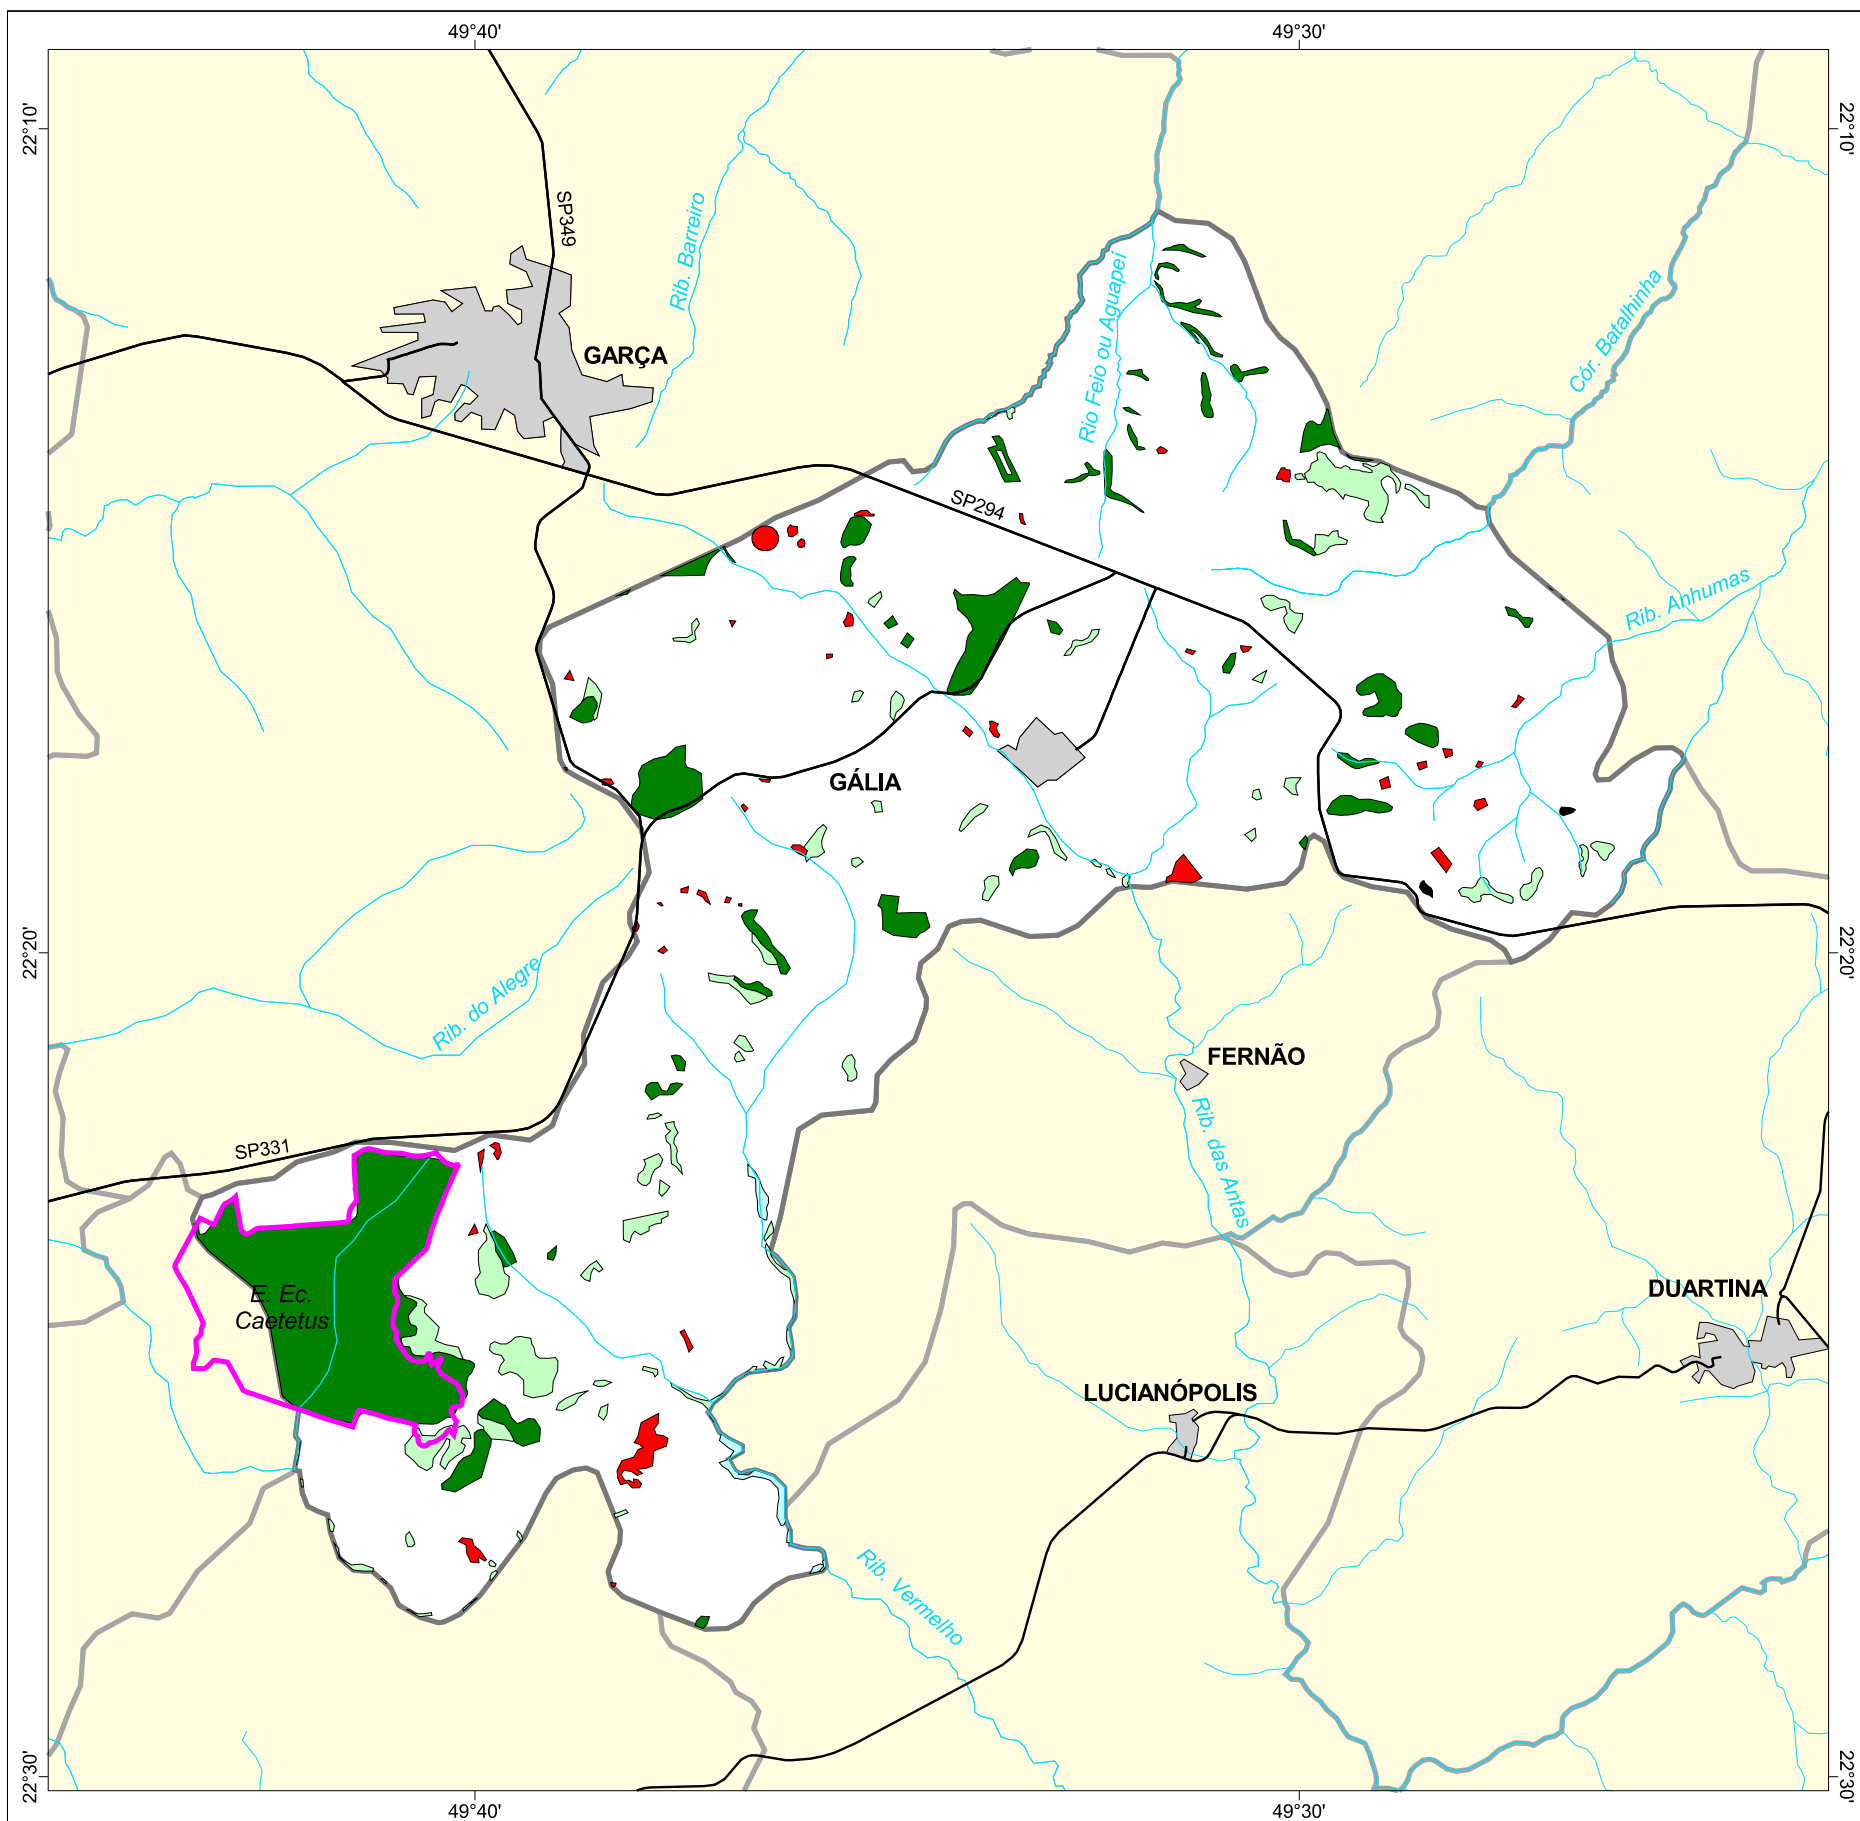 49°40'
49°30'
22°10'
22°10'
SP349
Rib. Barreiro
Rio Feio ou Aguapeí
Cór. Batalhinha
GARÇA
SP294
Rib. Anhumas
GÁLIA
22°20'
22°20'
Rib. do Alegre
FERNÃO
Rib. das Antas
SP331
E. Ec.
Caetetus
DUARTINA
LUCIANÓPOLIS
Rib. Vermelho
22°30'
22°30'
49°40'
49°30'